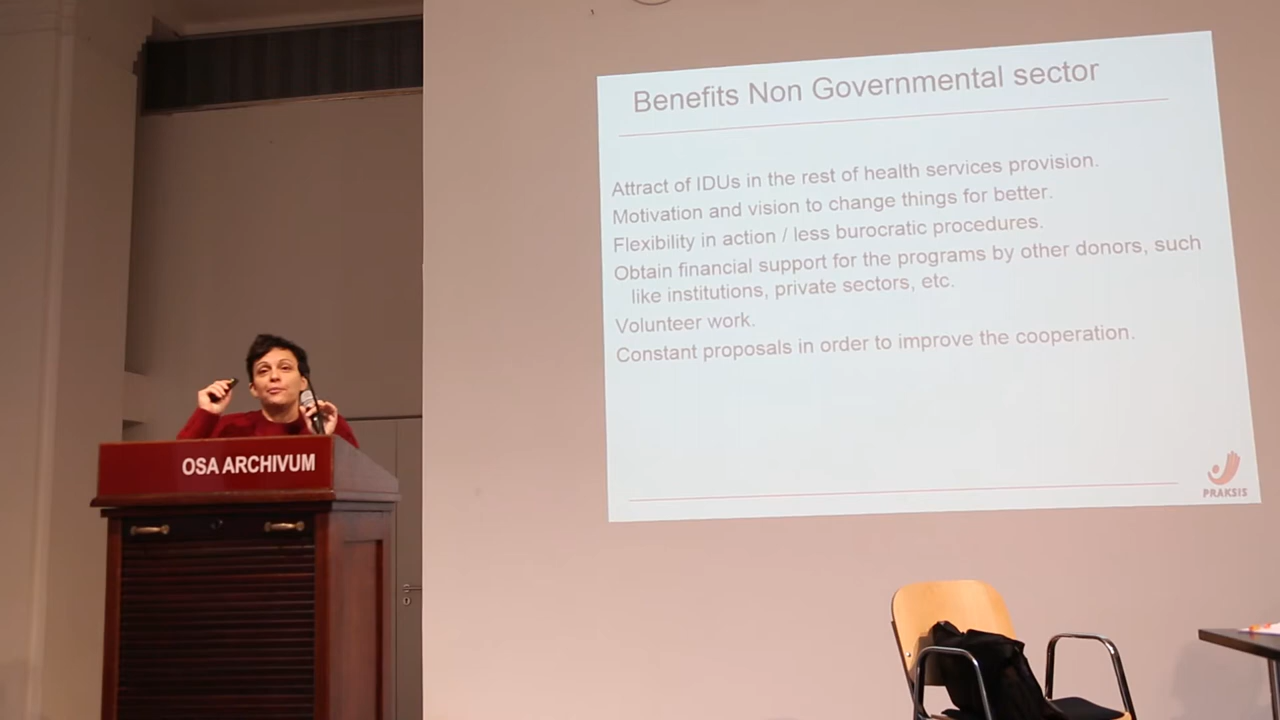 Benefits Non Governmental sector
Attract of IDUs in the rest of health services provision.
Motivation and vision to change things for better.
Flexibility in action / less burocratic procedures.
Obtain financial support for the programs by other donors, such
like institutions, private sectors, etc.
Volunteer work.
Constant proposals in order to improve the cooperation.
PRAKSIS
OSA ARCHIVUM